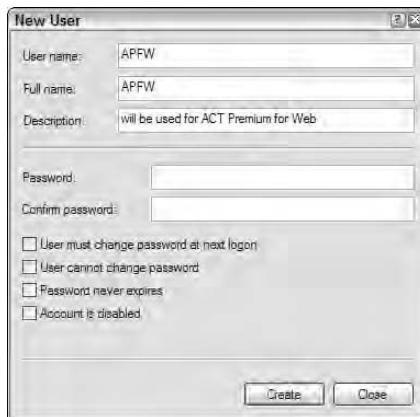 New User
User name: APFW
Full name: APFW
Description: will be used for ACT Premium for Web
Password:
Confirm password:
User must change password at next logon
User cannot change password
Password never expires
Account is disabled
Create Close